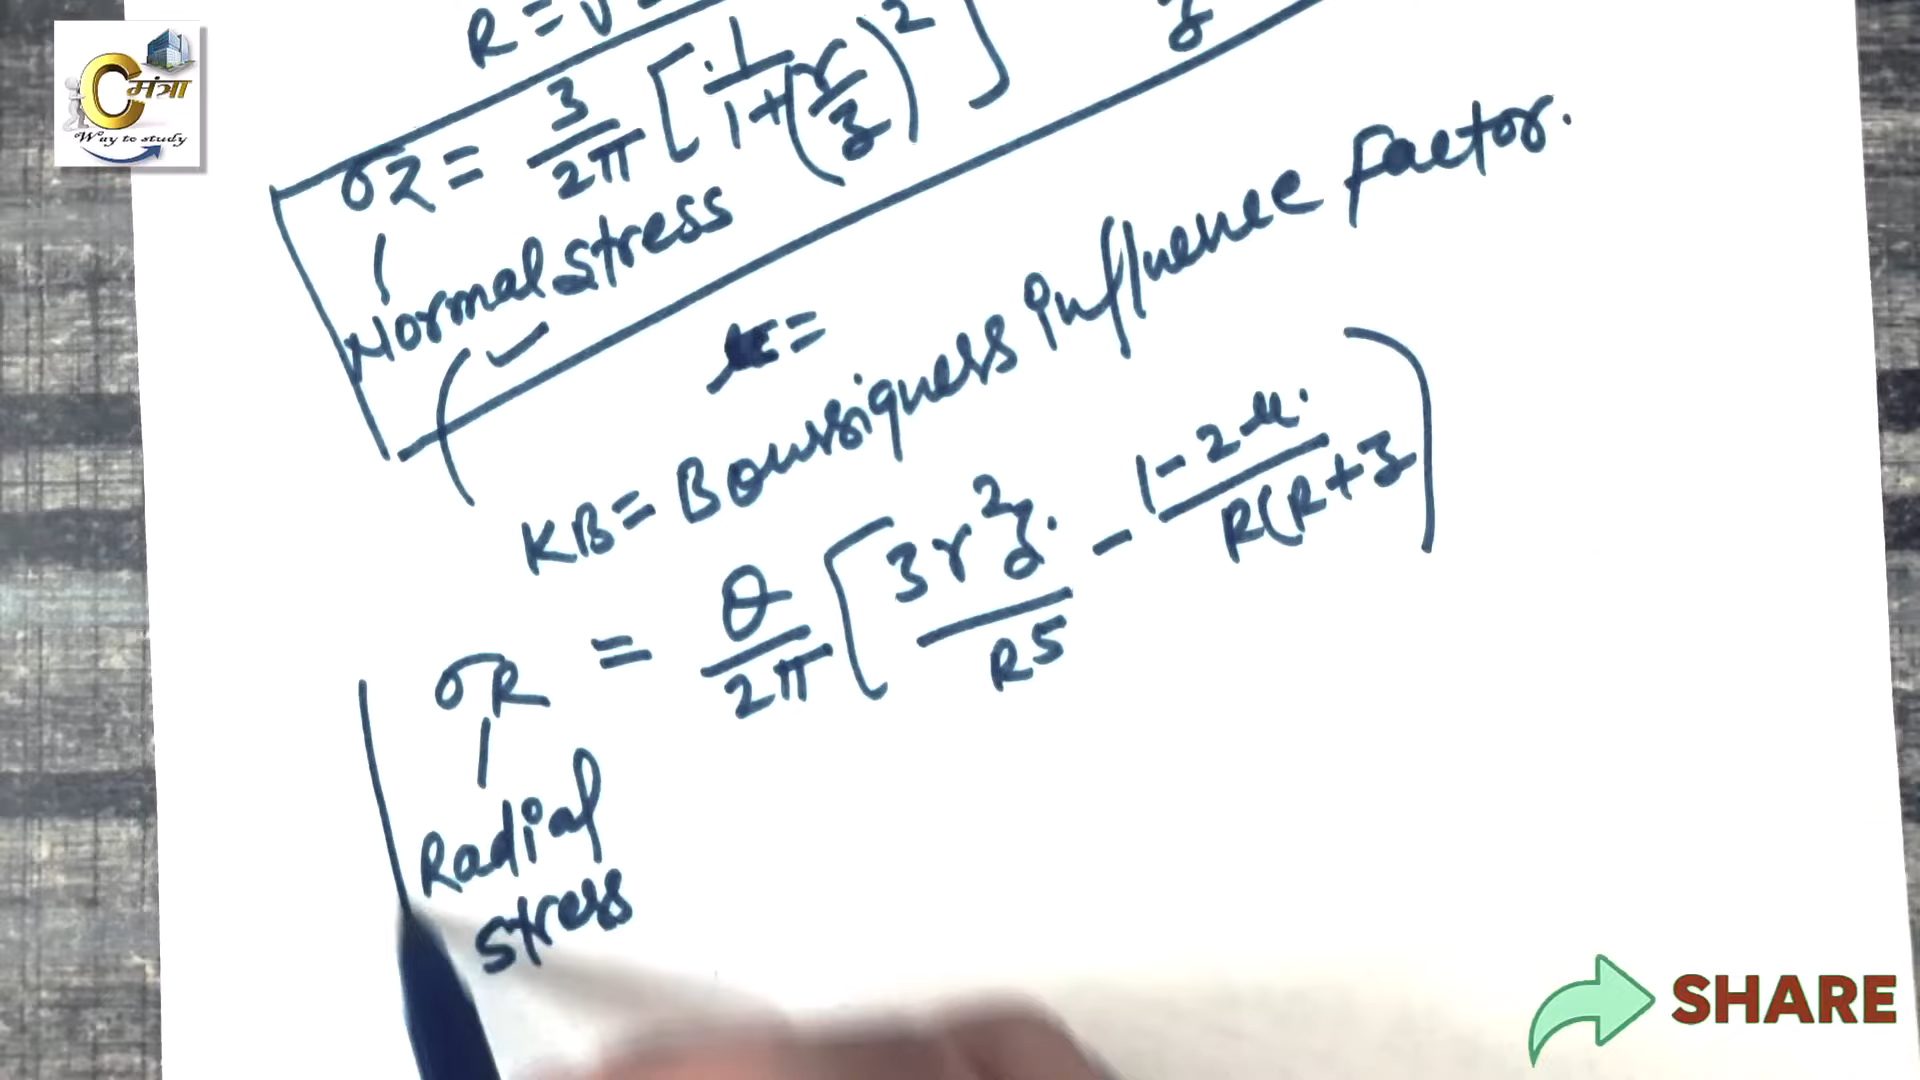 C मंत्रा
Way to study
R = √
σz = 3/2π [1/1+(r/z)²] z
Normal stress
=
KB = Boussiqness influence factor.
σR = Q/2π [3r²z/R5 - 1-2μ/R(R+z)
Radial
stress
SHARE